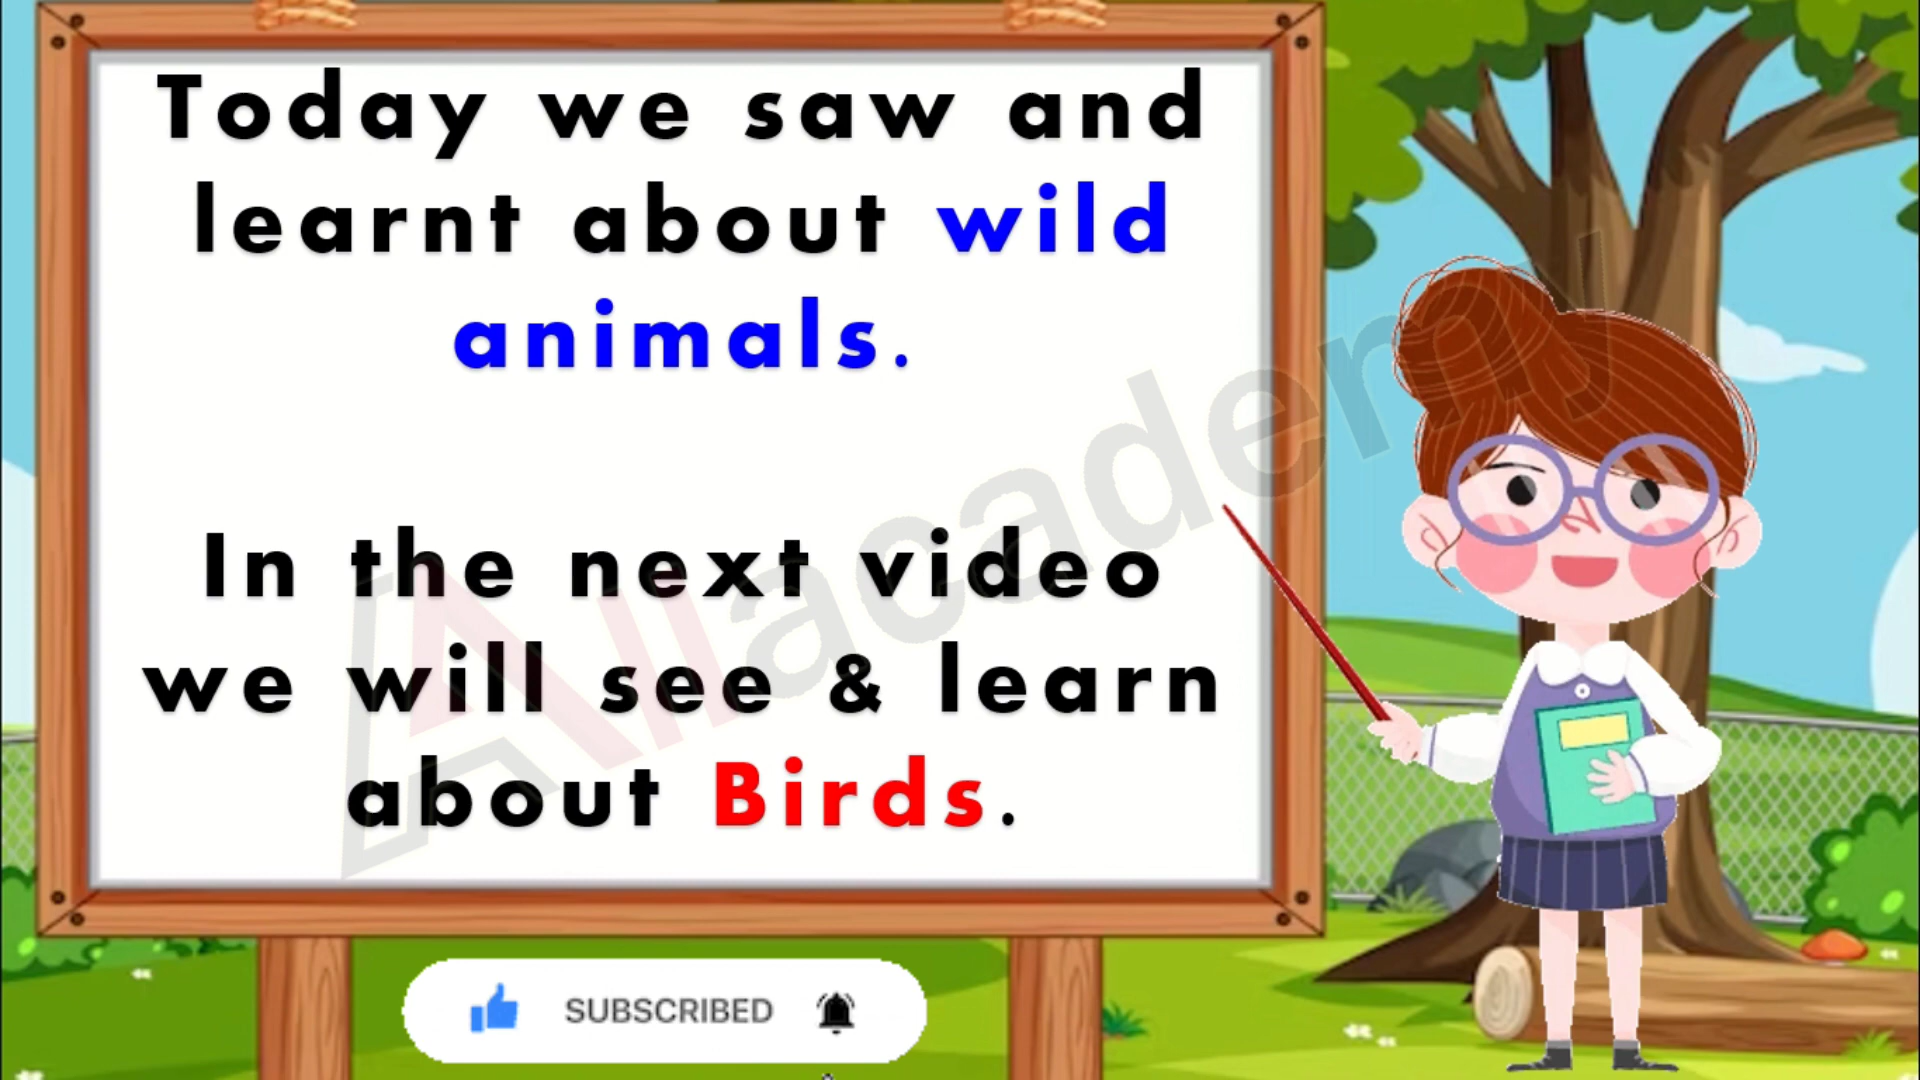 Today we saw and
learnt about wild
animals.
In the next video
we will see & learn
about Birds.
Allacademy
SUBSCRIBED